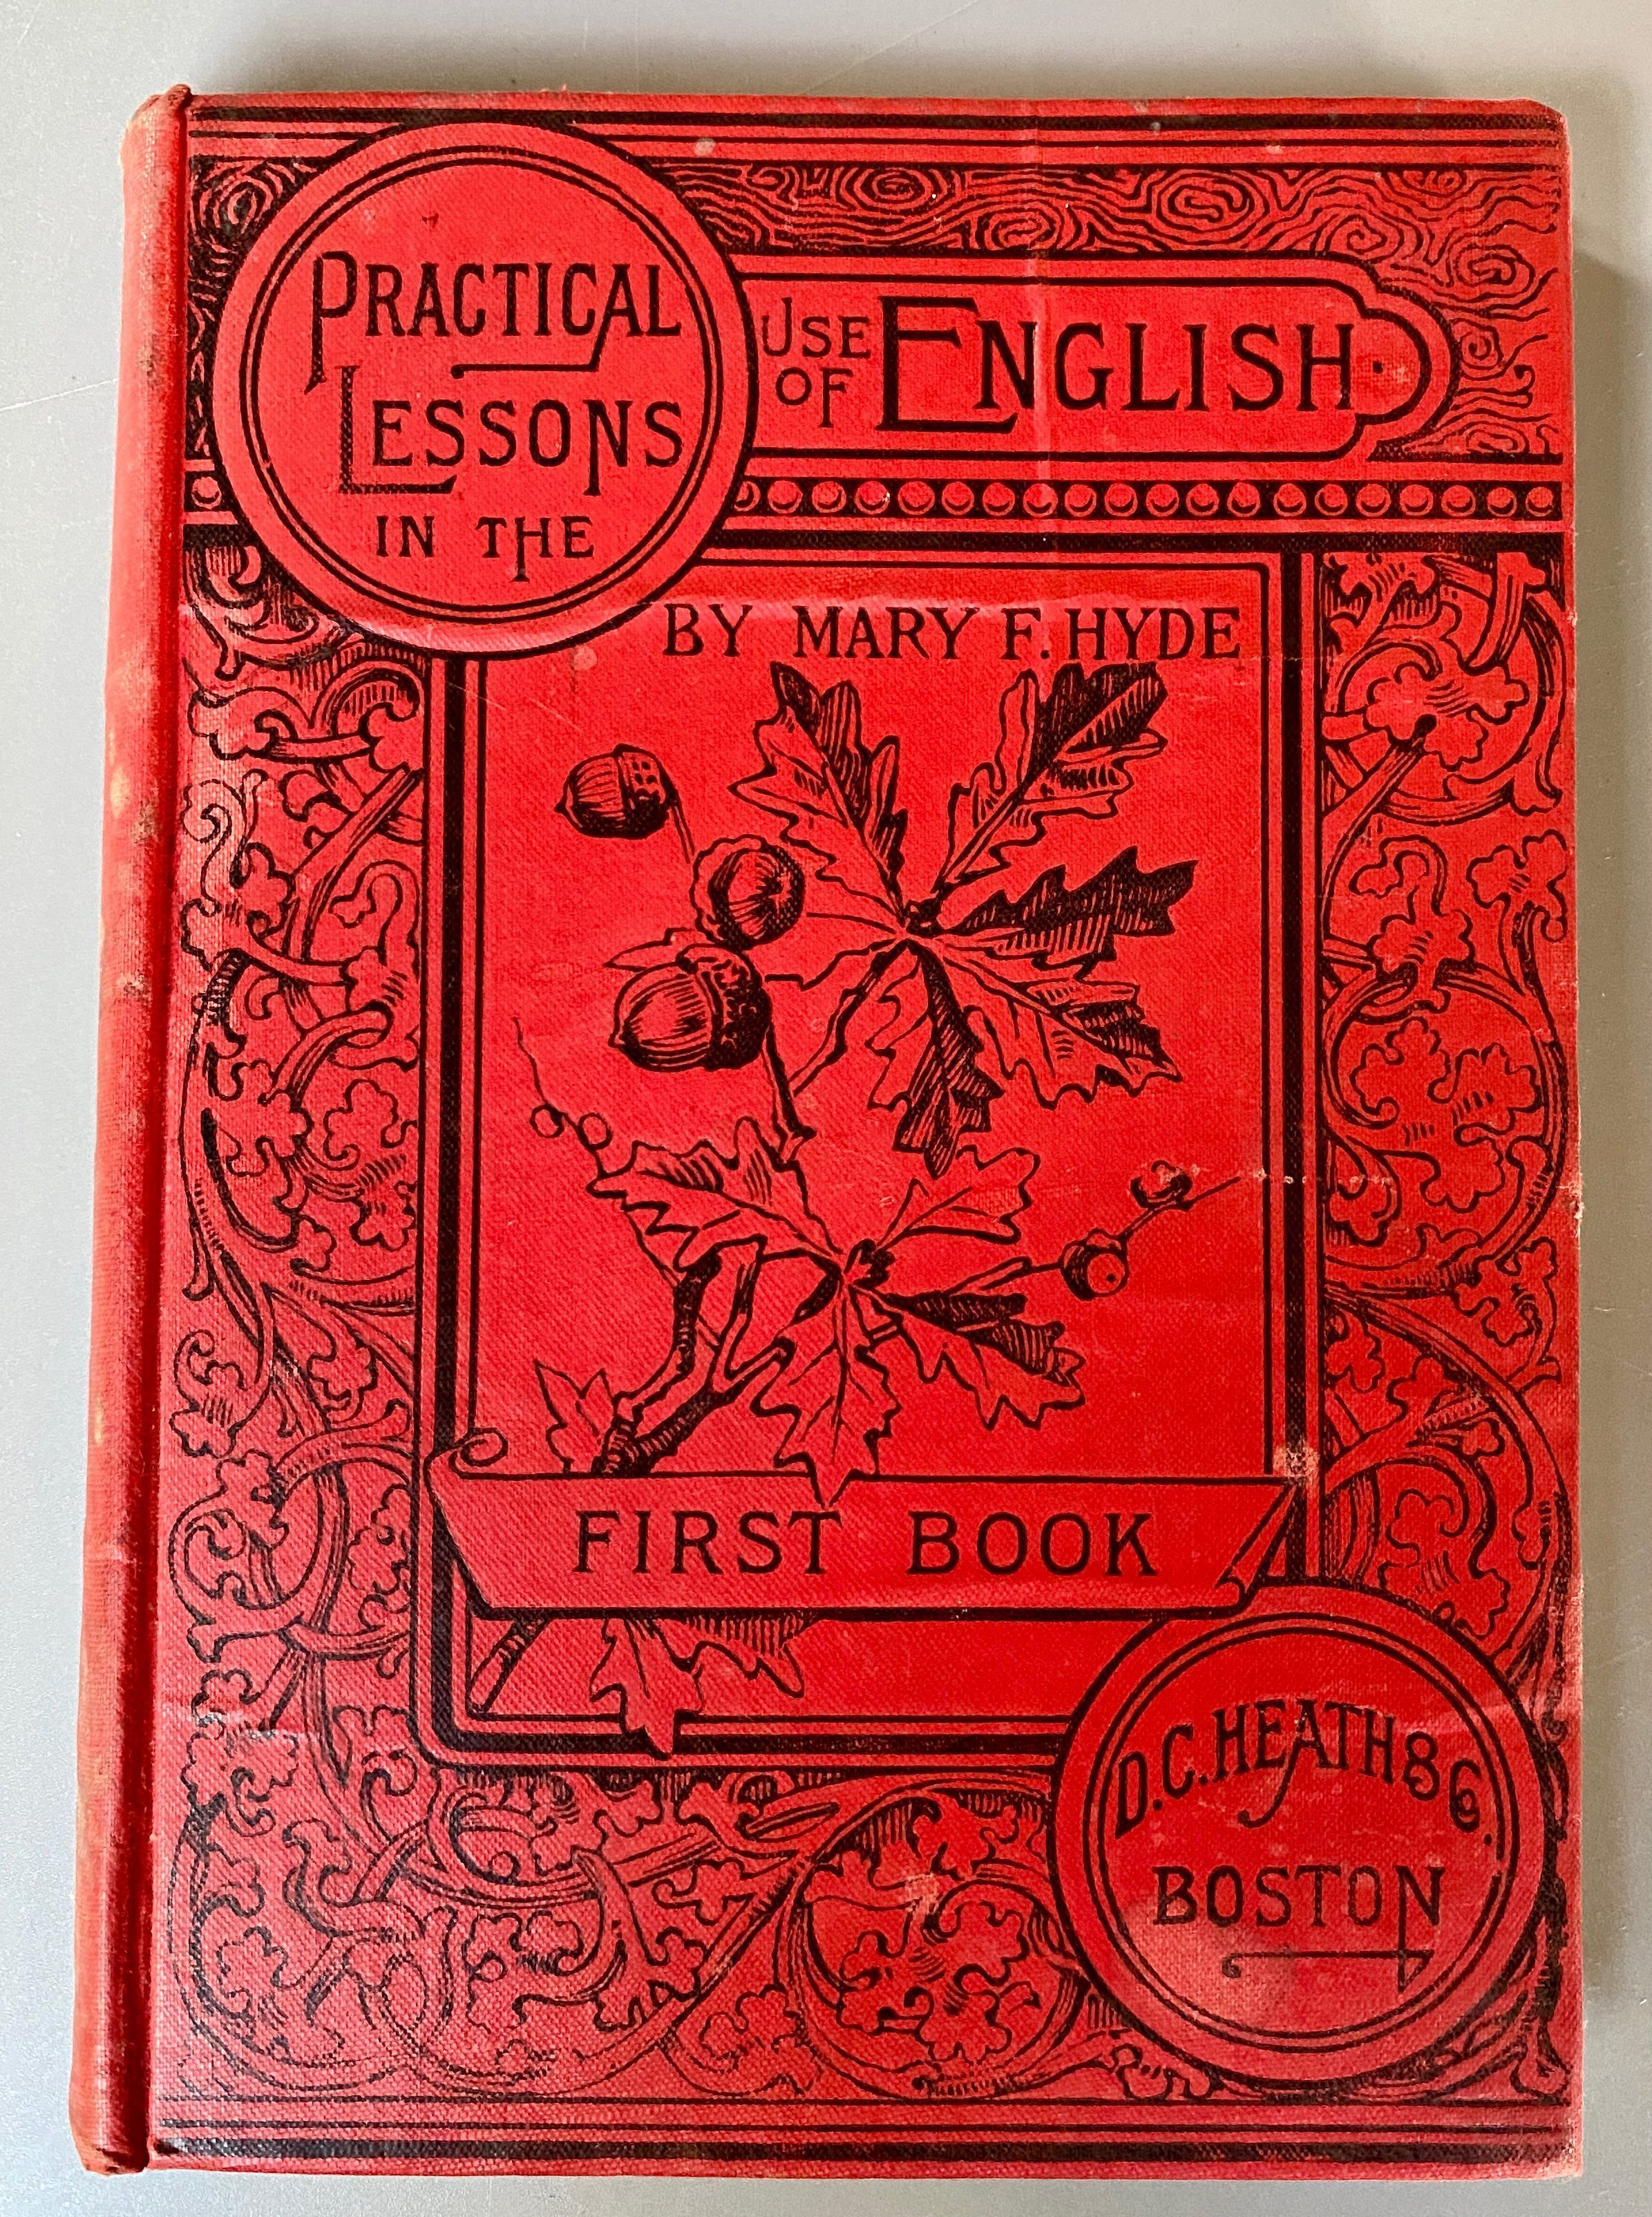 PRACTICAL
LESSONS
IN THE
USE
OF
ENGLISH
BY MARY F. HYDE
FIRST BOOK
D.C. HEATH & CO.
BOSTON